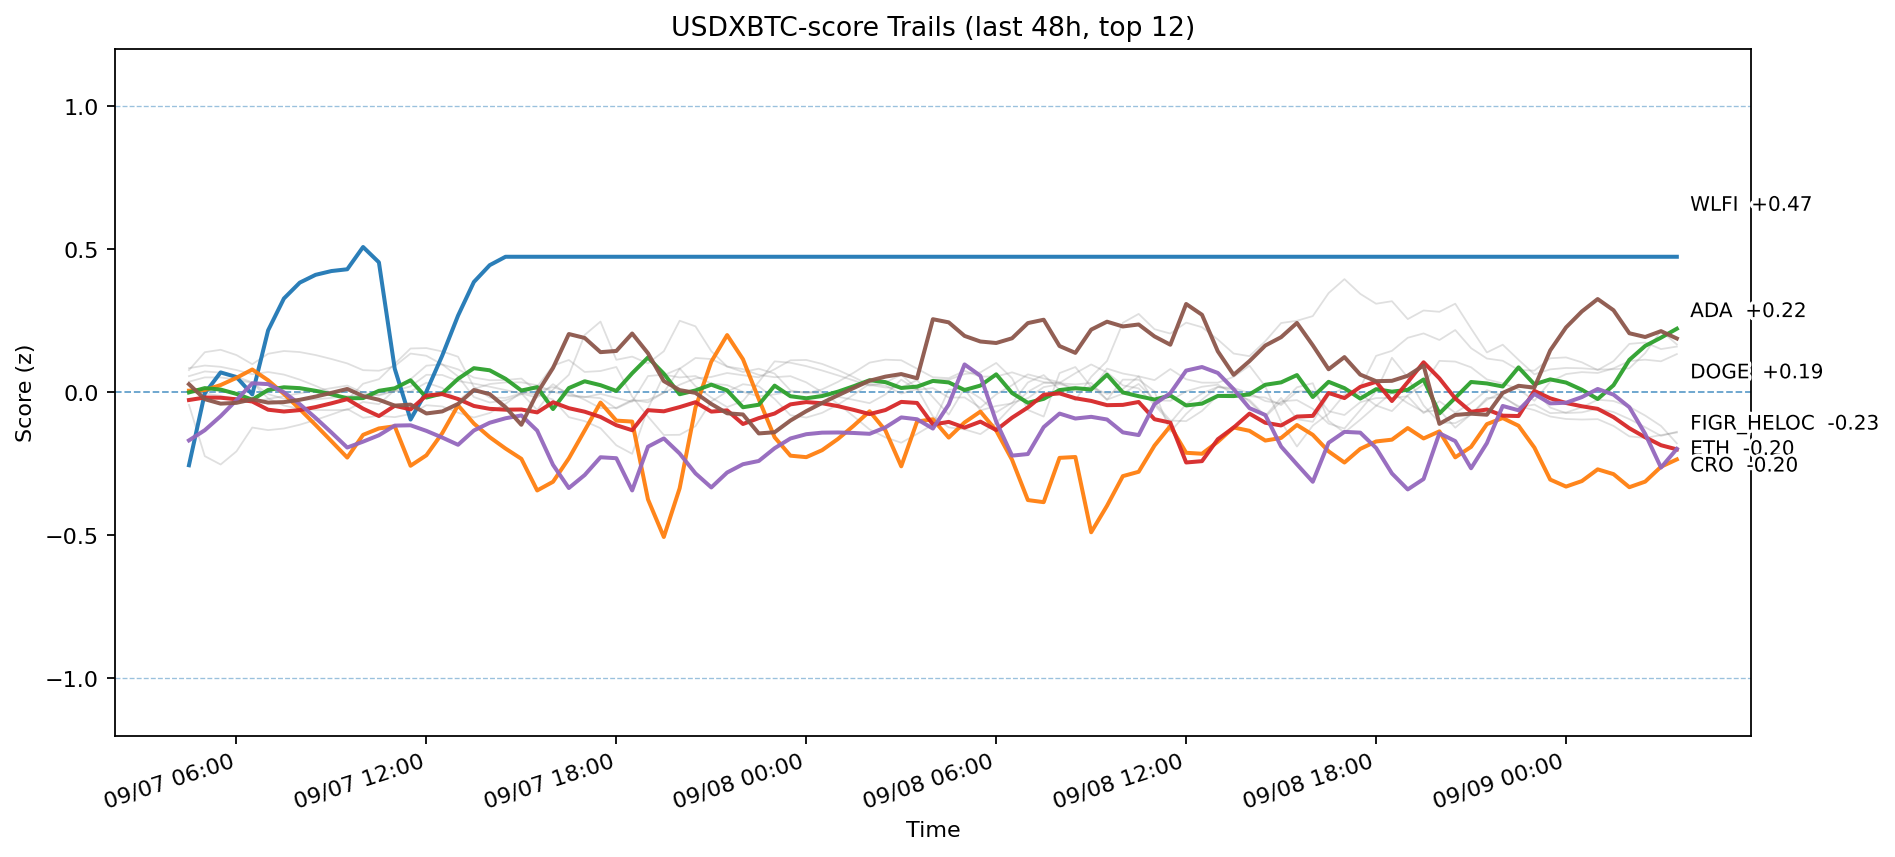 USDXBTC-score Trails (last 48h, top 12)
Score (z)
1.0
0.5
0.0
−0.5
−1.0
WLFI +0.47
ADA +0.22
DOGE +0.19
FIGR_HELOC -0.23
ETH -0.20
CRO -0.20
09/07 06:00
09/07 12:00
09/07 18:00
09/08 00:00
09/08 06:00
09/08 12:00
09/08 18:00
09/09 00:00
Time